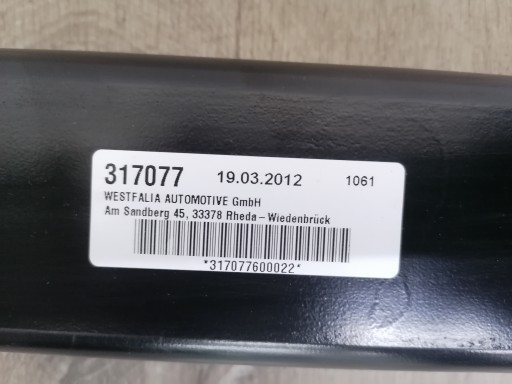 317077 19.03.2012 1061
WESTFALIA AUTOMOTIVE GmbH
Am Sandberg 45, 33378 Rheda-Wiedenbrück
*317077600022*